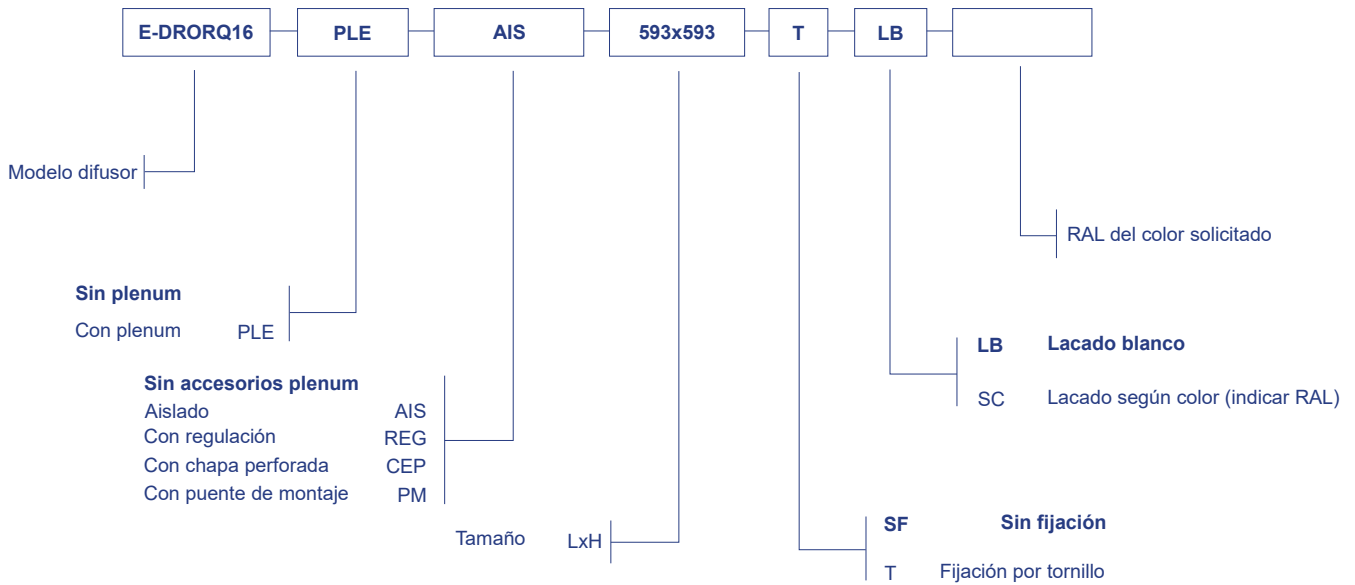 E-DRORQ16 PLE AIS 593x593 T LB
Modelo difusor
RAL del color solicitado
Sin plenum
Con plenum PLE
LB Lacado blanco
SC Lacado según color (indicar RAL)
Sin accesorios plenum
Aislado AIS
Con regulación REG
Con chapa perforada CEP
Con puente de montaje PM
Tamaño LxH
SF Sin fijación
T Fijación por tornillo